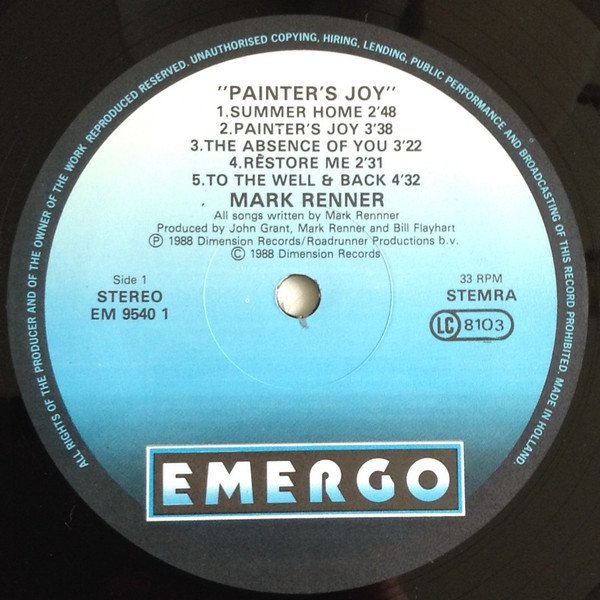 ALL RIGHTS OF THE PRODUCER AND OF THE OWNER OF THE WORK REPRODUCED RESERVED. UNAUTHORISED COPYING, HIRING, LENDING, PUBLIC PERFORMANCE AND BROADCASTING OF THIS RECORD PROHIBITED. MADE IN HOLLAND.
"PAINTER'S JOY"
1.SUMMER HOME 2'48
2.PAINTER'S JOY 3'38
3.THE ABSENCE OF YOU 3'22
4.RESTORE ME 2'31
5.TO THE WELL & BACK 4'32
MARK RENNER
All songs written by Mark Rennner
Produced by John Grant, Mark Renner and Bill Flayhart
Ⓟ 1988 Dimension Records/Roadrunner Productions b.v.
© 1988 Dimension Records
Side 1
STEREO
EM 9540 1
33 RPM
STEMRA
LC 8103
EMERGO